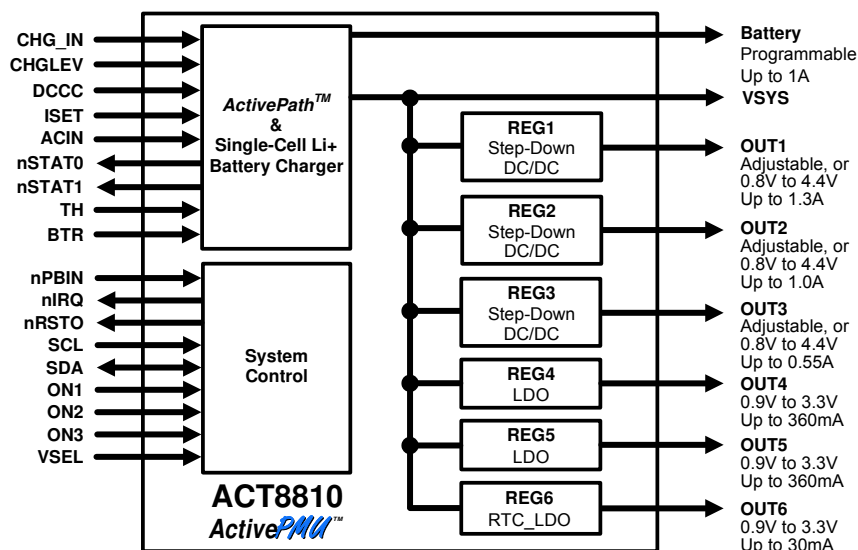 CHG_IN
CHGLEV
DCCC
ISET
ACIN
nSTAT0
nSTAT1
TH
BTR
ActivePath™
&
Single-Cell Li+
Battery Charger
nPBIN
nIRQ
nRSTO
SCL
SDA
ON1
ON2
ON3
VSEL
System
Control
ACT8810
ActivePMU™
REG1
Step-Down
DC/DC
REG2
Step-Down
DC/DC
REG3
Step-Down
DC/DC
REG4
LDO
REG5
LDO
REG6
RTC_LDO
Battery
Programmable
Up to 1A
VSYS
OUT1
Adjustable, or
0.8V to 4.4V
Up to 1.3A
OUT2
Adjustable, or
0.8V to 4.4V
Up to 1.0A
OUT3
Adjustable, or
0.8V to 4.4V
Up to 0.55A
OUT4
0.9V to 3.3V
Up to 360mA
OUT5
0.9V to 3.3V
Up to 360mA
OUT6
0.9V to 3.3V
Up to 30mA